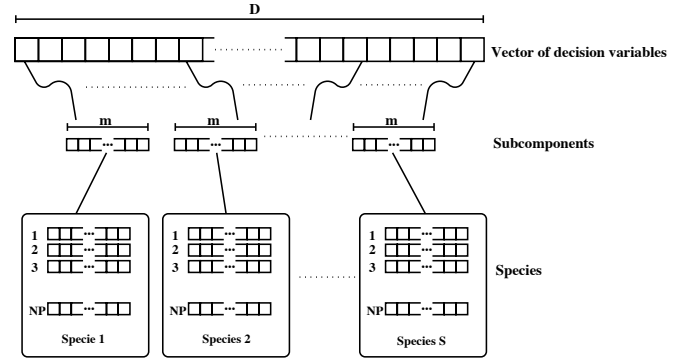 D
Vector of decision variables
m m m
Subcomponents
1 1 1
2 2 2
3 3 3
Species
NP NP NP
Specie 1 Species 2 Species S